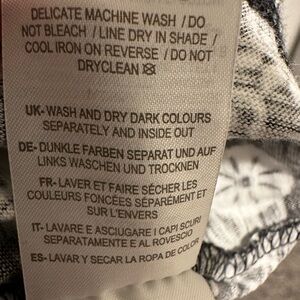 DELICATE MACHINE WASH / DO
NOT BLEACH / LINE DRY IN SHADE /
COOL IRON ON REVERSE / DO NOT
DRYCLEAN
UK- WASH AND DRY DARK COLOURS
SEPARATELY AND INSIDE OUT
DE- DUNKLE FARBEN SEPARAT UND AUF
LINKS WASCHEN UND TROCKNEN
FR- LAVER ET FAIRE SÉCHER LES
COULEURS FONCÉES SÉPARÉMENT ET
SUR L'ENVERS
IT- LAVARE E ASCIUGARE I CAPI SCURI
SEPARATAMENTE E AL ROVESCIO
ES- LAVAR Y SECAR LA ROPA DE COLOR